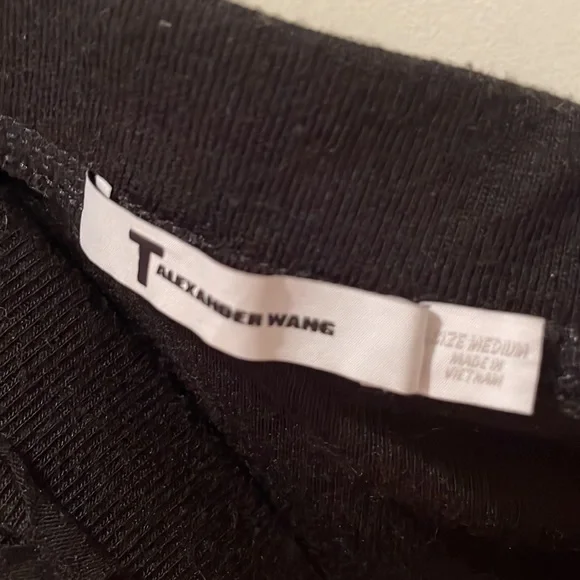 T ALEXANDER WANG
SIZE MEDIUM
MADE IN
VIETNAM